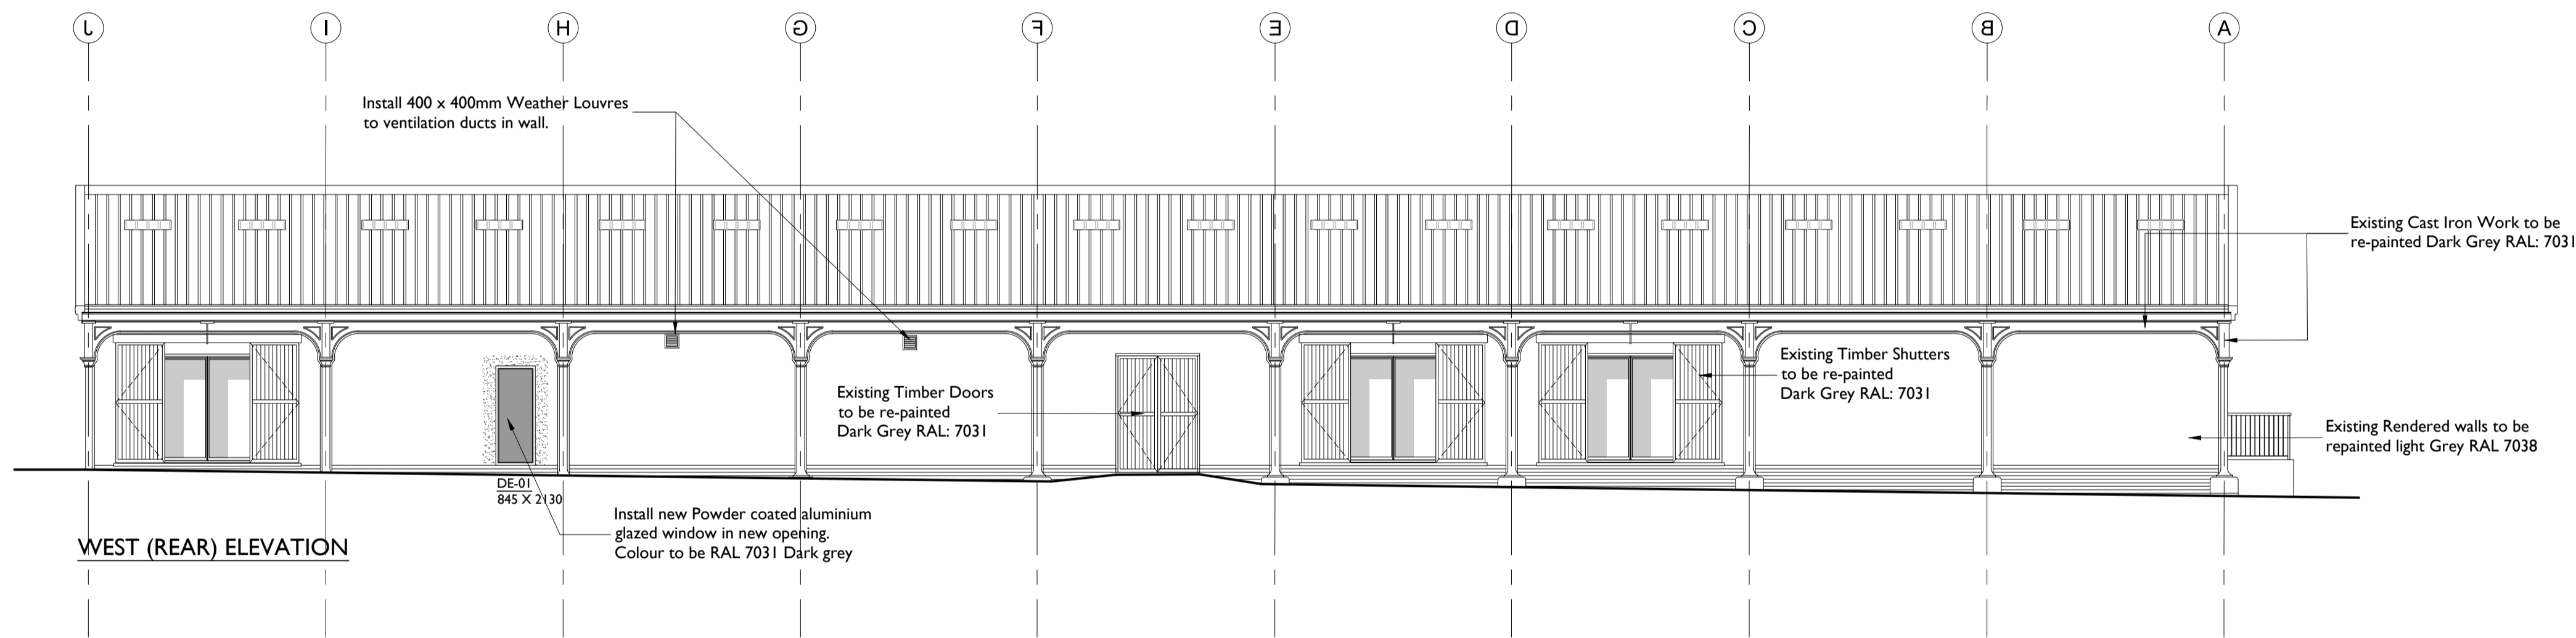 J I H G F E D C B A
Install 400 x 400mm Weather Louvres
to ventilation ducts in wall.
Existing Cast Iron Work to be
re-painted Dark Grey RAL: 7031
Existing Timber Doors
to be re-painted
Dark Grey RAL: 7031
Existing Timber Shutters
to be re-painted
Dark Grey RAL: 7031
Existing Rendered walls to be
repainted light Grey RAL 7038
DE-01
845 X 2130
Install new Powder coated aluminium
glazed window in new opening.
Colour to be RAL 7031 Dark grey
WEST (REAR) ELEVATION